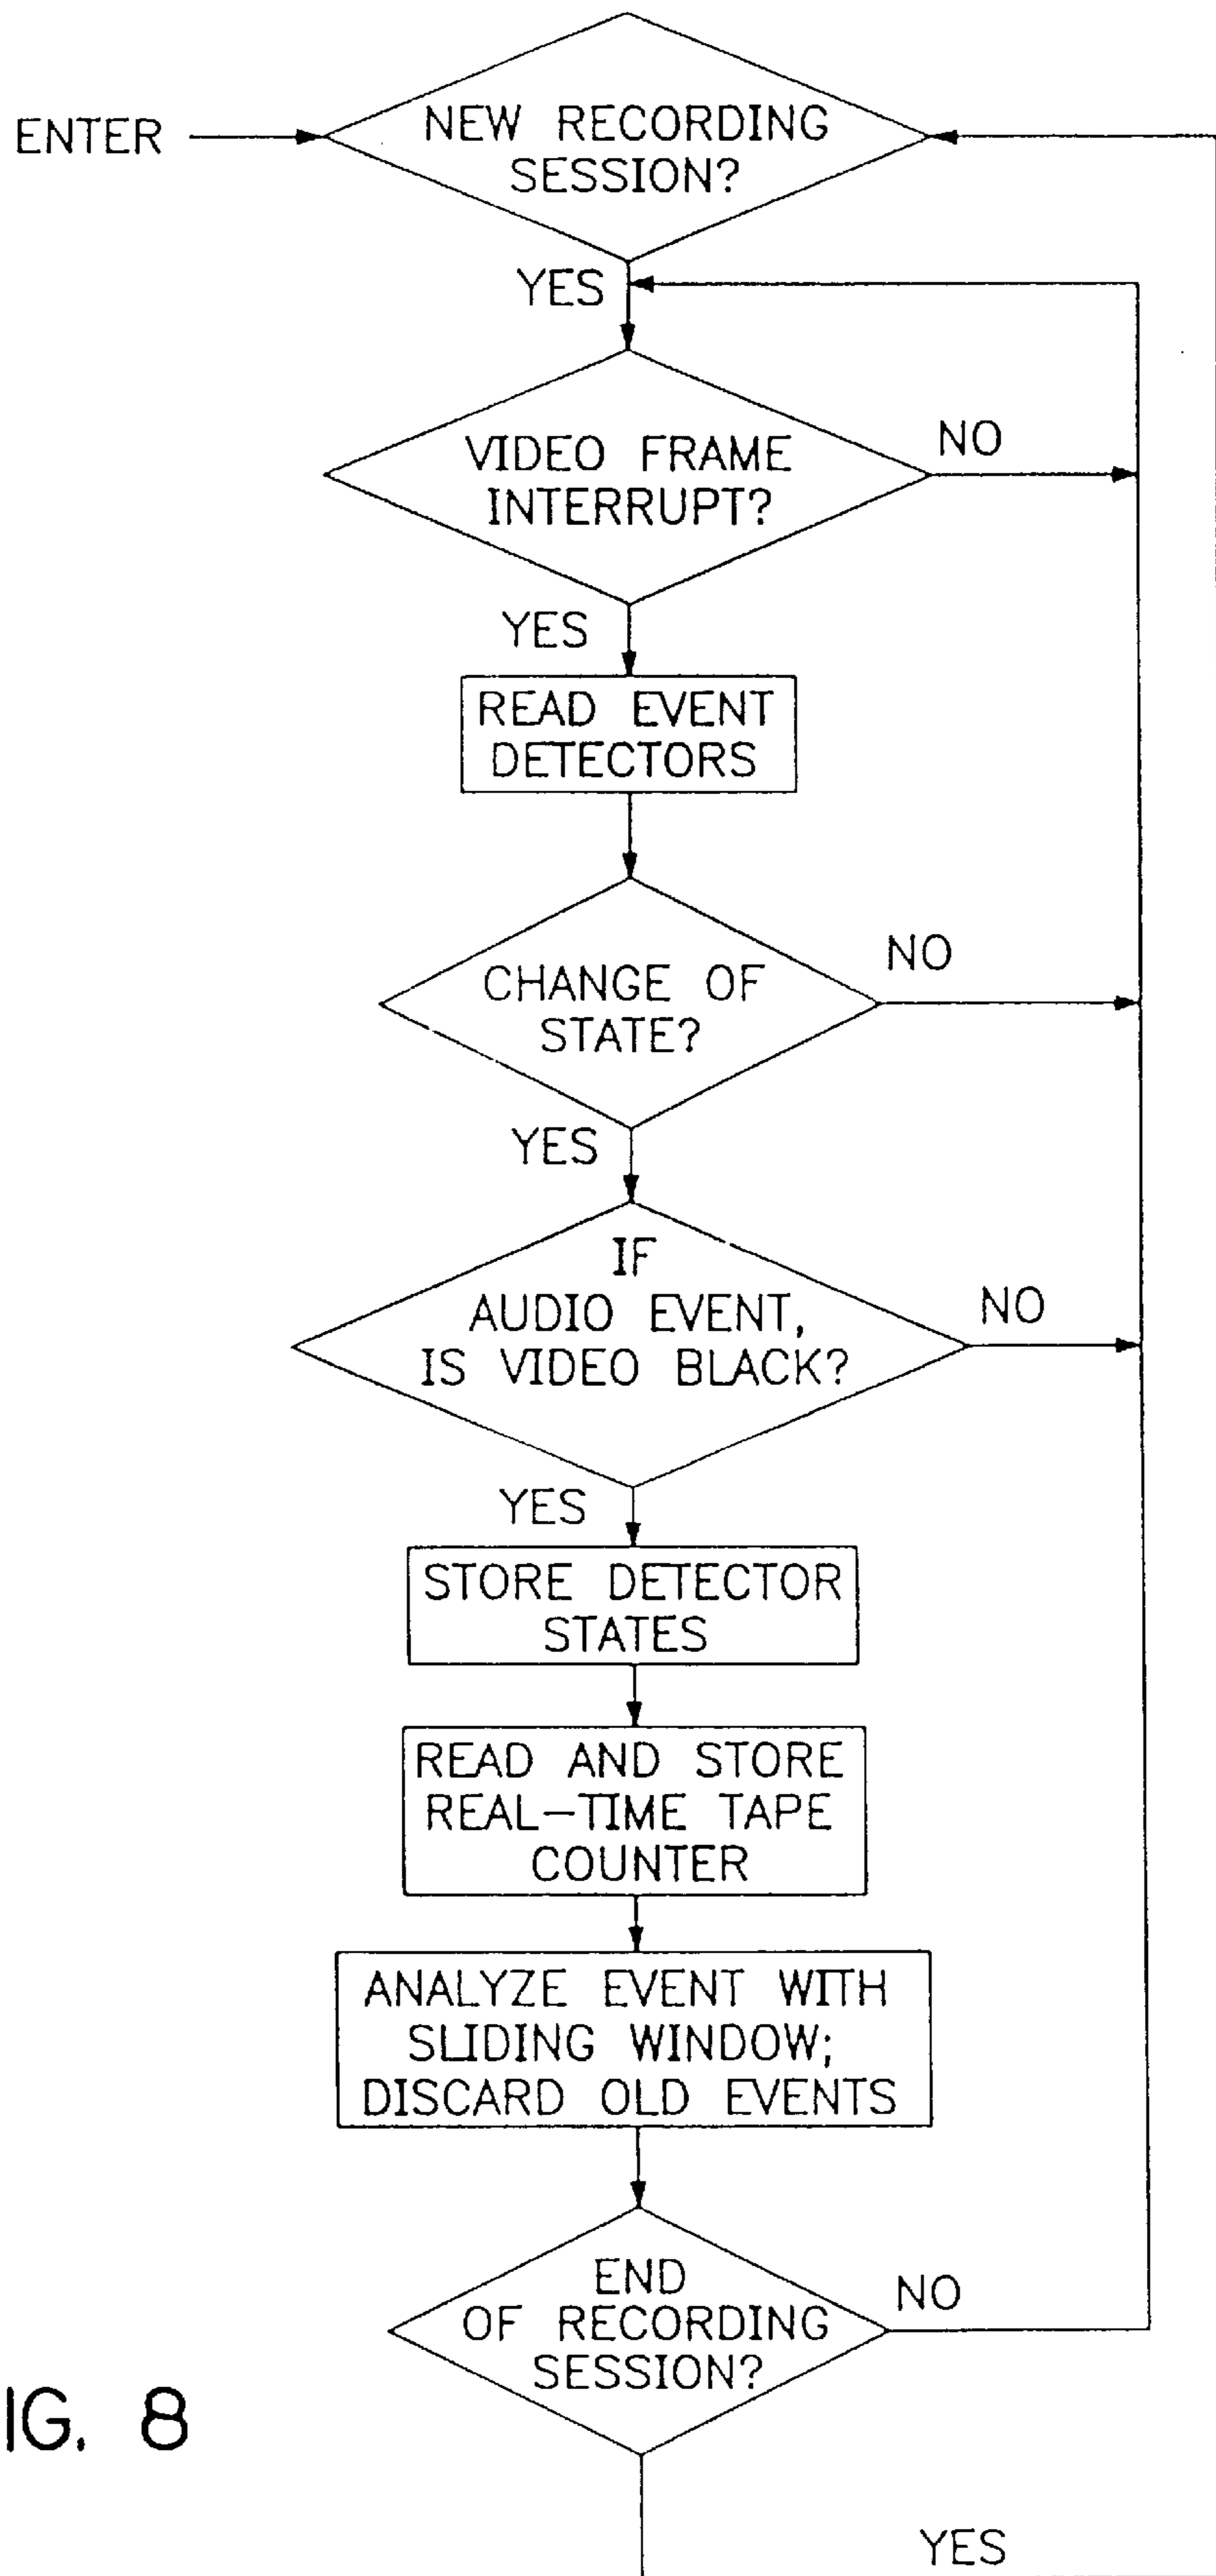 ENTER
NEW RECORDING
SESSION?
YES
VIDEO FRAME
INTERRUPT?
NO
YES
READ EVENT
DETECTORS
CHANGE OF
STATE?
NO
YES
IF
AUDIO EVENT,
IS VIDEO BLACK?
NO
YES
STORE DETECTOR
STATES
READ AND STORE
REAL-TIME TAPE
COUNTER
ANALYZE EVENT WITH
SLIDING WINDOW;
DISCARD OLD EVENTS
END
OF RECORDING
SESSION?
NO
IG. 8
YES